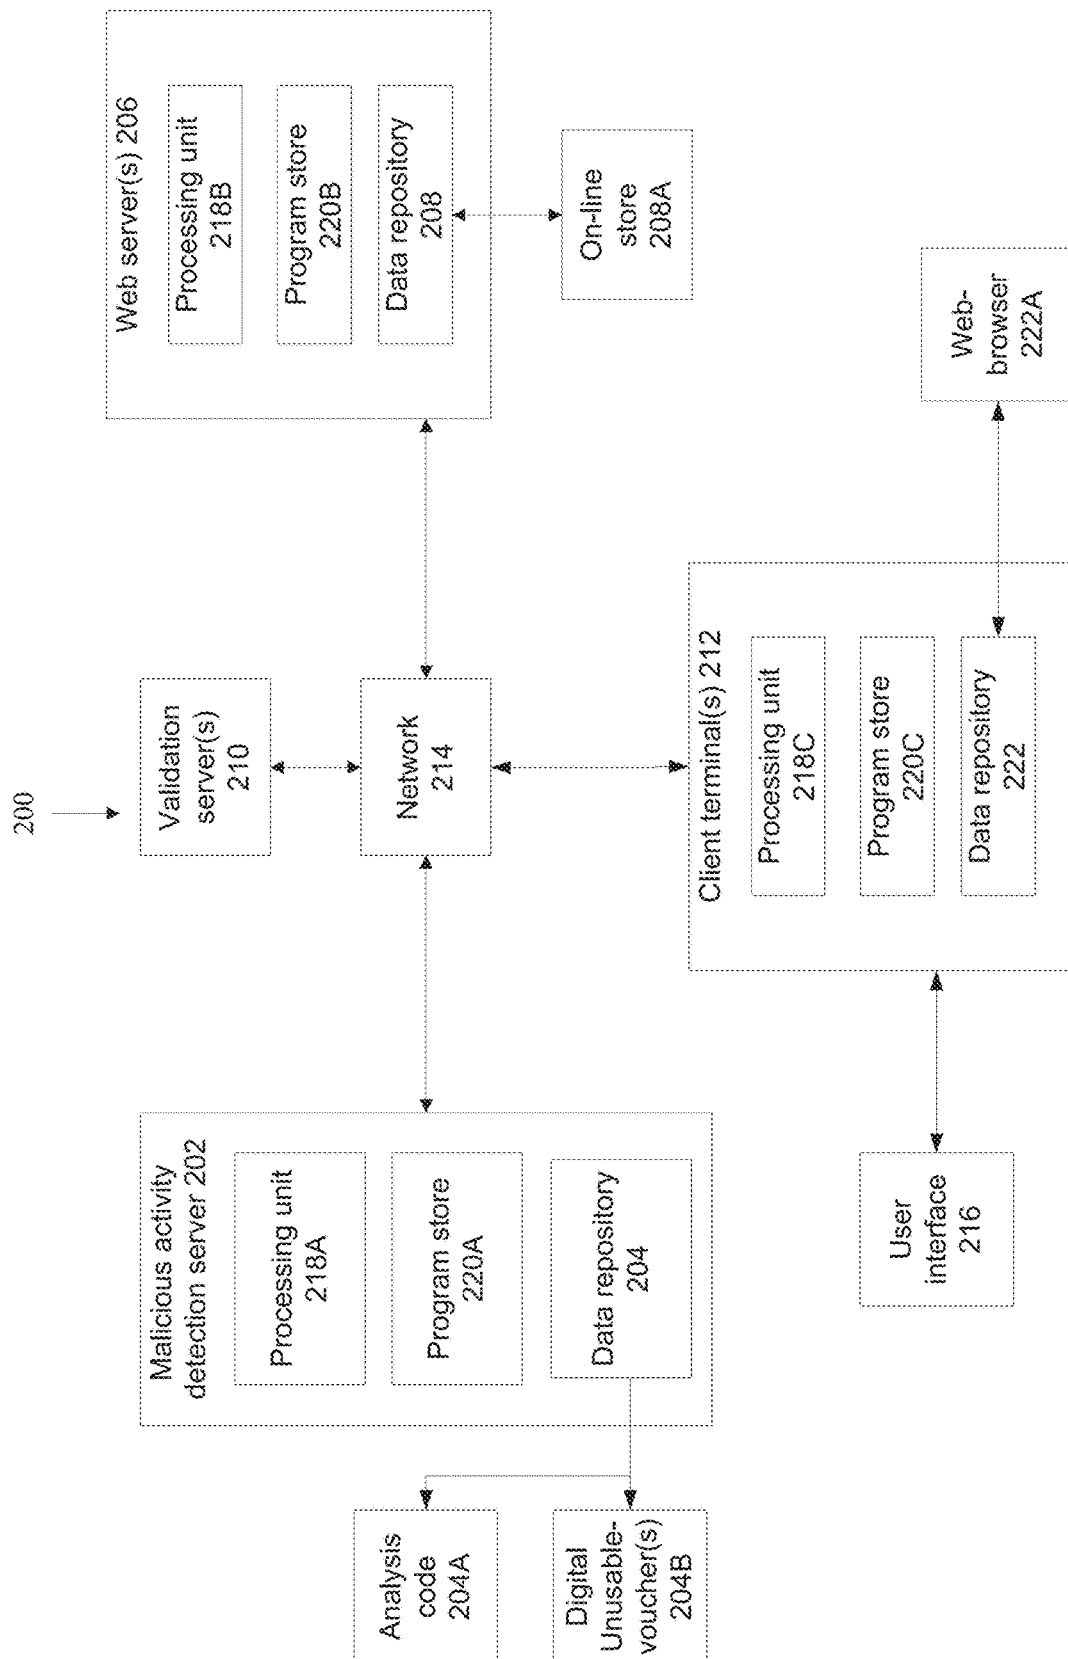 200
Malicious activity
detection server 202
Processing unit
218A
Program store
220A
Data repository
204
Analysis
code
204A
Digital
Unusable-
voucher(s)
204B
Validation
server(s)
210
Network
214
Web server(s) 206
Processing unit
218B
Program store
220B
Data repository
208
On-line
store
208A
Client terminal(s) 212
Processing unit
218C
Program store
220C
Data repository
222
User
interface
216
Web-
browser
222A